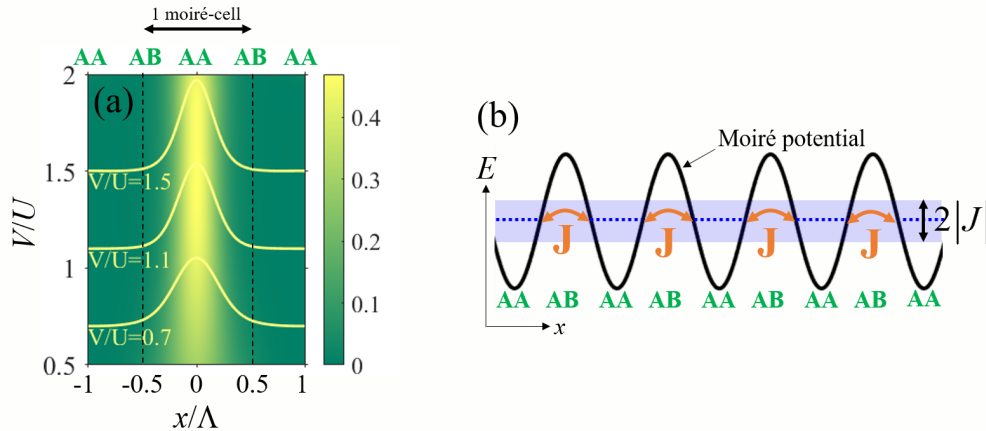 1 moiré-cell
AA AB AA AB AA
(a)
2
1.5
1
0.5
V/U
V/U=1.5
V/U=1.1
V/U=0.7
-1 -0.5 0 0.5 1
x/Λ
0.4
0.3
0.2
0.1
0
(b)
Moiré potential
E
2|J|
J J J J
AA AB AA AB AA AB AA AB AA
x